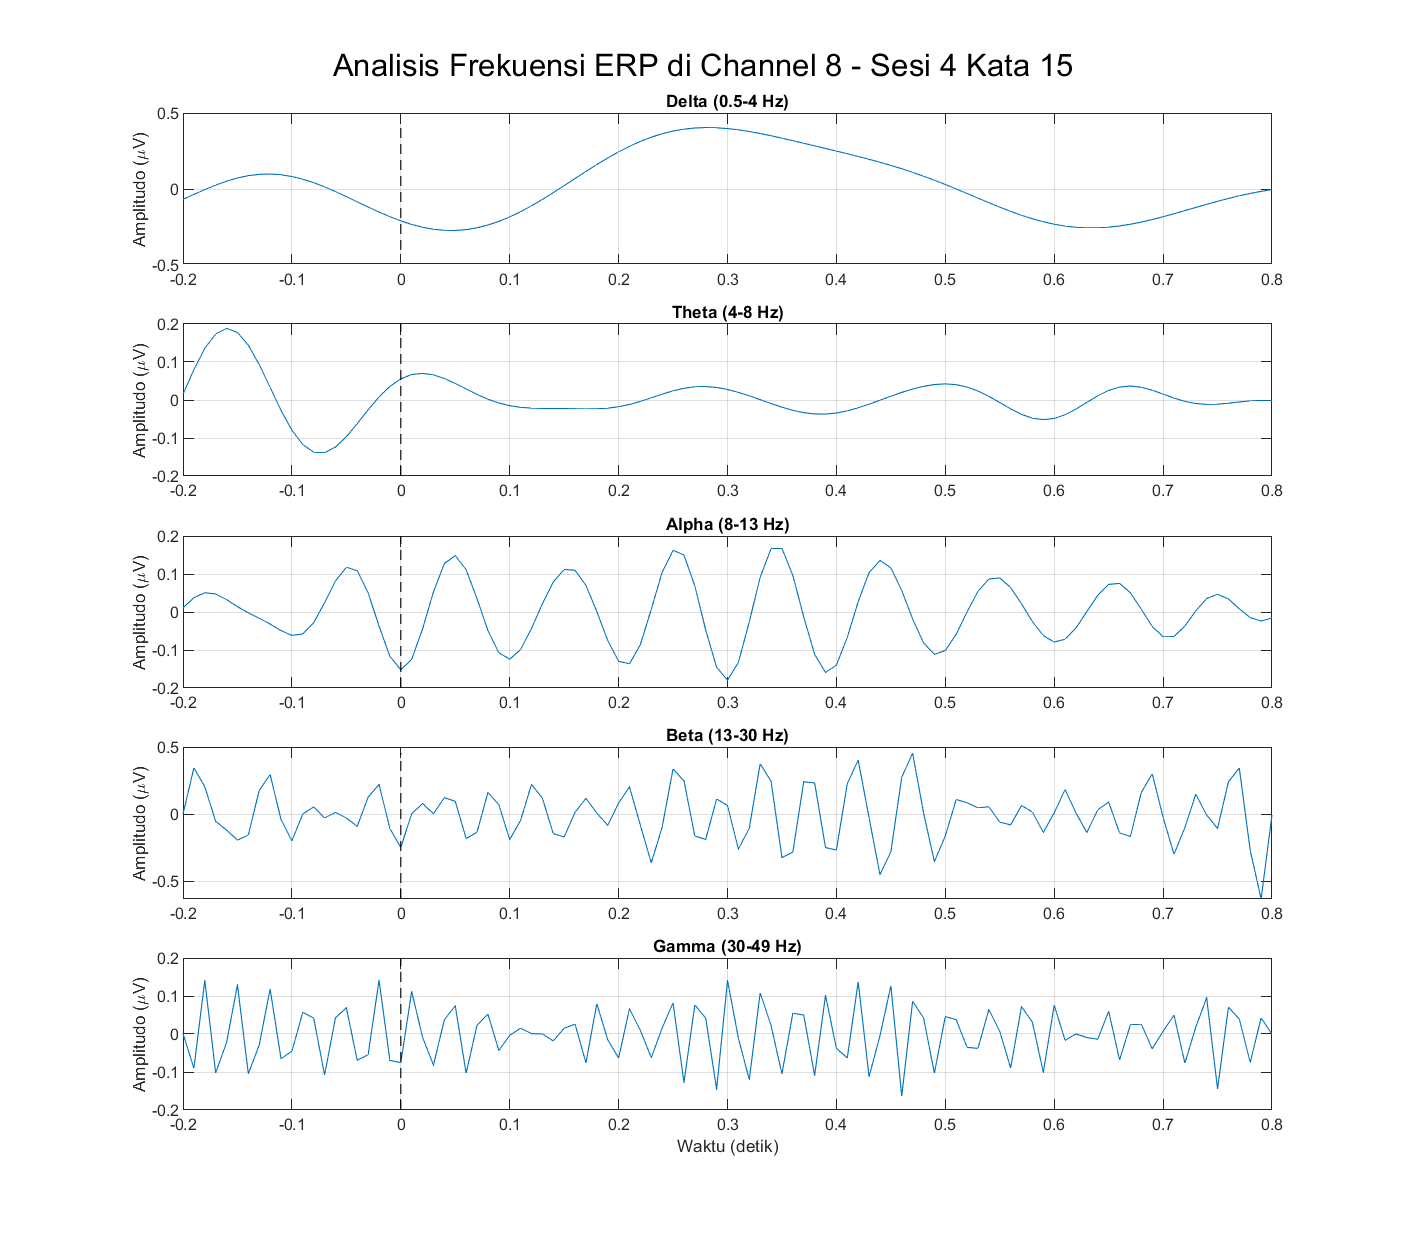 Analisis Frekuensi ERP di Channel 8 - Sesi 4 Kata 15
Delta (0.5-4 Hz)
Amplitudo (μV)
0.5
0
-0.5
-0.2 -0.1 0 0.1 0.2 0.3 0.4 0.5 0.6 0.7 0.8
Theta (4-8 Hz)
Amplitudo (μV)
0.2
0.1
0
-0.1
-0.2
-0.2 -0.1 0 0.1 0.2 0.3 0.4 0.5 0.6 0.7 0.8
Alpha (8-13 Hz)
Amplitudo (μV)
0.2
0.1
0
-0.1
-0.2
-0.2 -0.1 0 0.1 0.2 0.3 0.4 0.5 0.6 0.7 0.8
Beta (13-30 Hz)
Amplitudo (μV)
0.5
0
-0.5
-0.2 -0.1 0 0.1 0.2 0.3 0.4 0.5 0.6 0.7 0.8
Gamma (30-49 Hz)
Amplitudo (μV)
0.2
0.1
0
-0.1
-0.2
-0.2 -0.1 0 0.1 0.2 0.3 0.4 0.5 0.6 0.7 0.8
Waktu (detik)